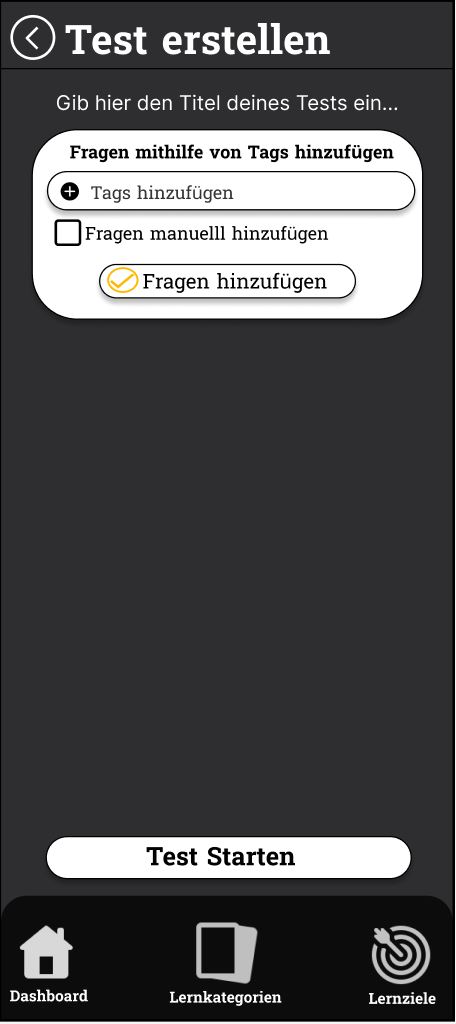 Test erstellen
Gib hier den Titel deines Tests ein...
Fragen mithilfe von Tags hinzufügen
Tags hinzufügen
Fragen manuelll hinzufügen
Fragen hinzufügen
Test Starten
Dashboard
Lernkategorien
Lernziele